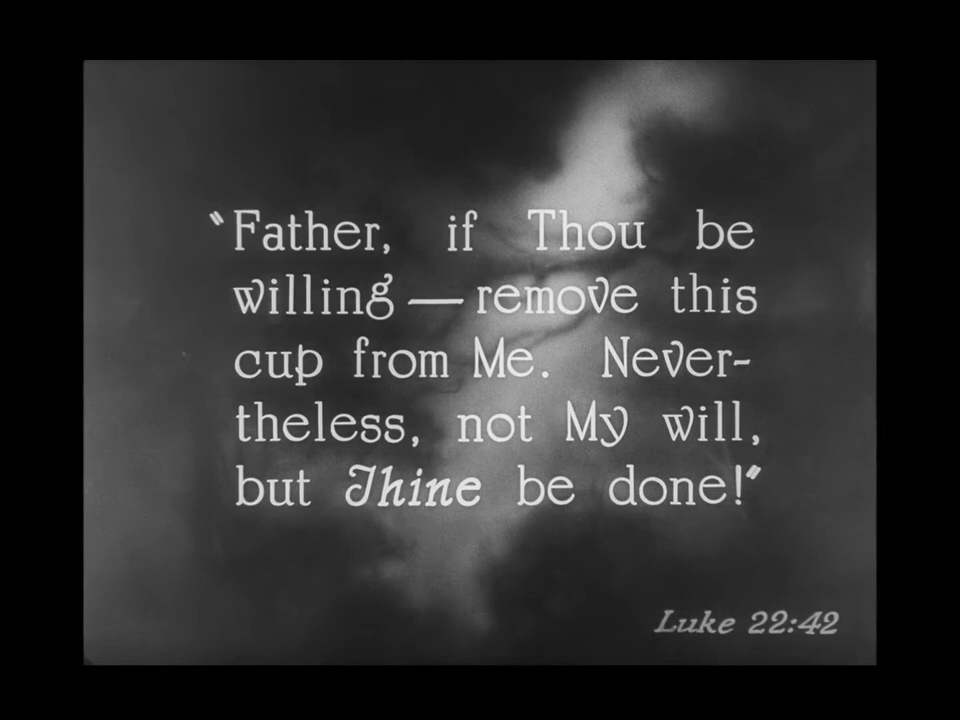 "Father, if Thou be
willing — remove this
cup from Me. Never-
theless, not My will,
but Thine be done!"
Luke 22:42